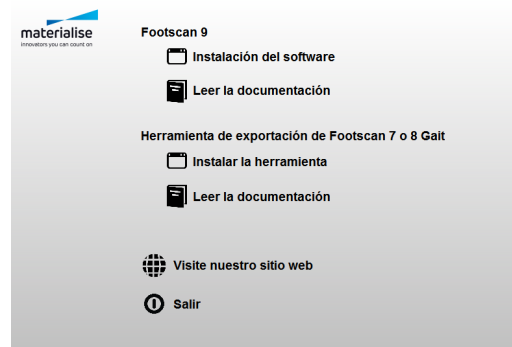 materialise
innovators you can count on
Footscan 9
Instalación del software
Leer la documentación
Herramienta de exportación de Footscan 7 o 8 Gait
Instalar la herramienta
Leer la documentación
Visite nuestro sitio web
Salir